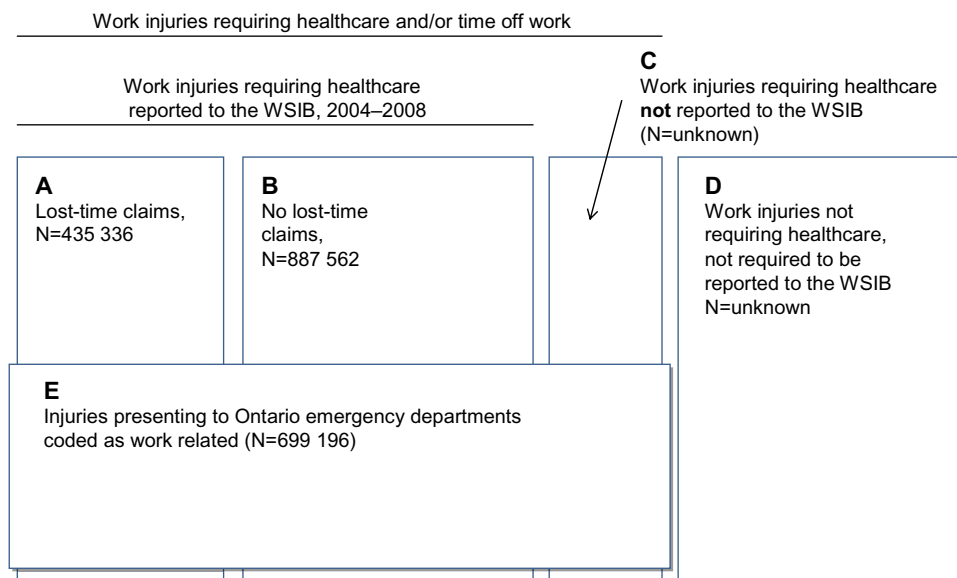 Work injuries requiring healthcare and/or time off work
Work injuries requiring healthcare
reported to the WSIB, 2004–2008
C
Work injuries requiring healthcare
not reported to the WSIB
(N=unknown)
A
Lost-time claims,
N=435 336
B
No lost-time
claims,
N=887 562
D
Work injuries not
requiring healthcare,
not required to be
reported to the WSIB
N=unknown
E
Injuries presenting to Ontario emergency departments
coded as work related (N=699 196)